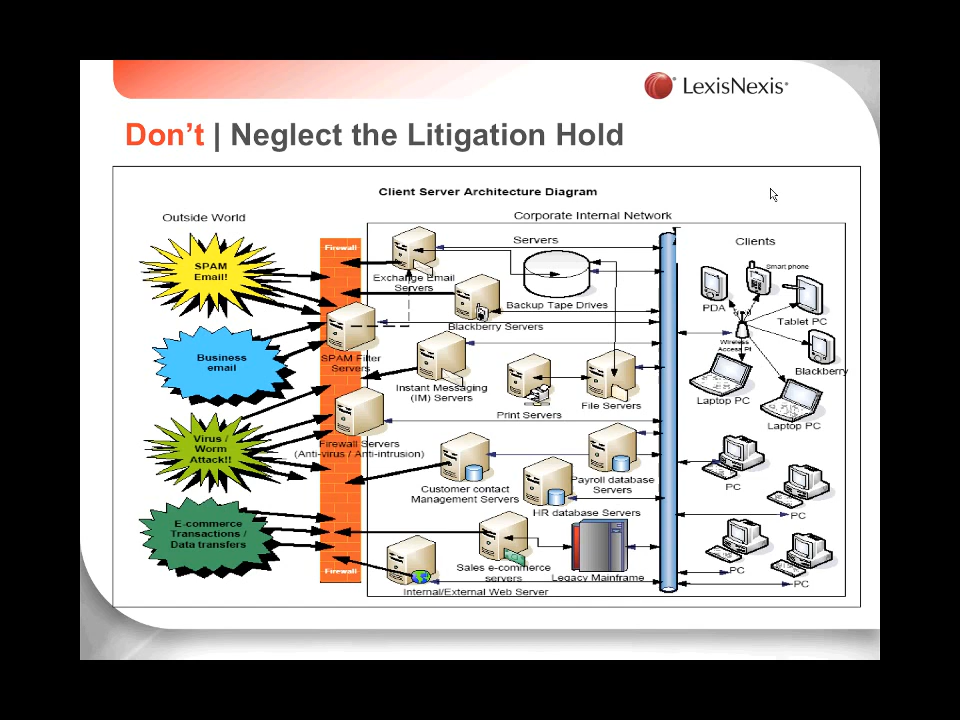 LexisNexis®
Don't | Neglect the Litigation Hold
Client Server Architecture Diagram
Outside World
Corporate Internal Network
Firewall
Servers
Clients
SPAM
Email!
Exchange Email
Servers
Backup Tape Drives
Smart phone
PDA
Tablet PC
Blackberry Servers
Wireless
Blackberry
Business
email
SPAM Filter
Servers
Instant Messaging
(IM) Servers
Print Servers
File Servers
Laptop PC
Laptop PC
Virus /
Worm
Attack!!
Firewall Servers
(Anti-virus / Anti-intrusion)
Customer contact
Management Servers
Payroll database
Servers
HR database Servers
PC
PC
E-commerce
Transactions /
Data transfers
Sales e-commerce
servers
Legacy Mainframe
PC
PC
Firewall
Internal/External Web Server